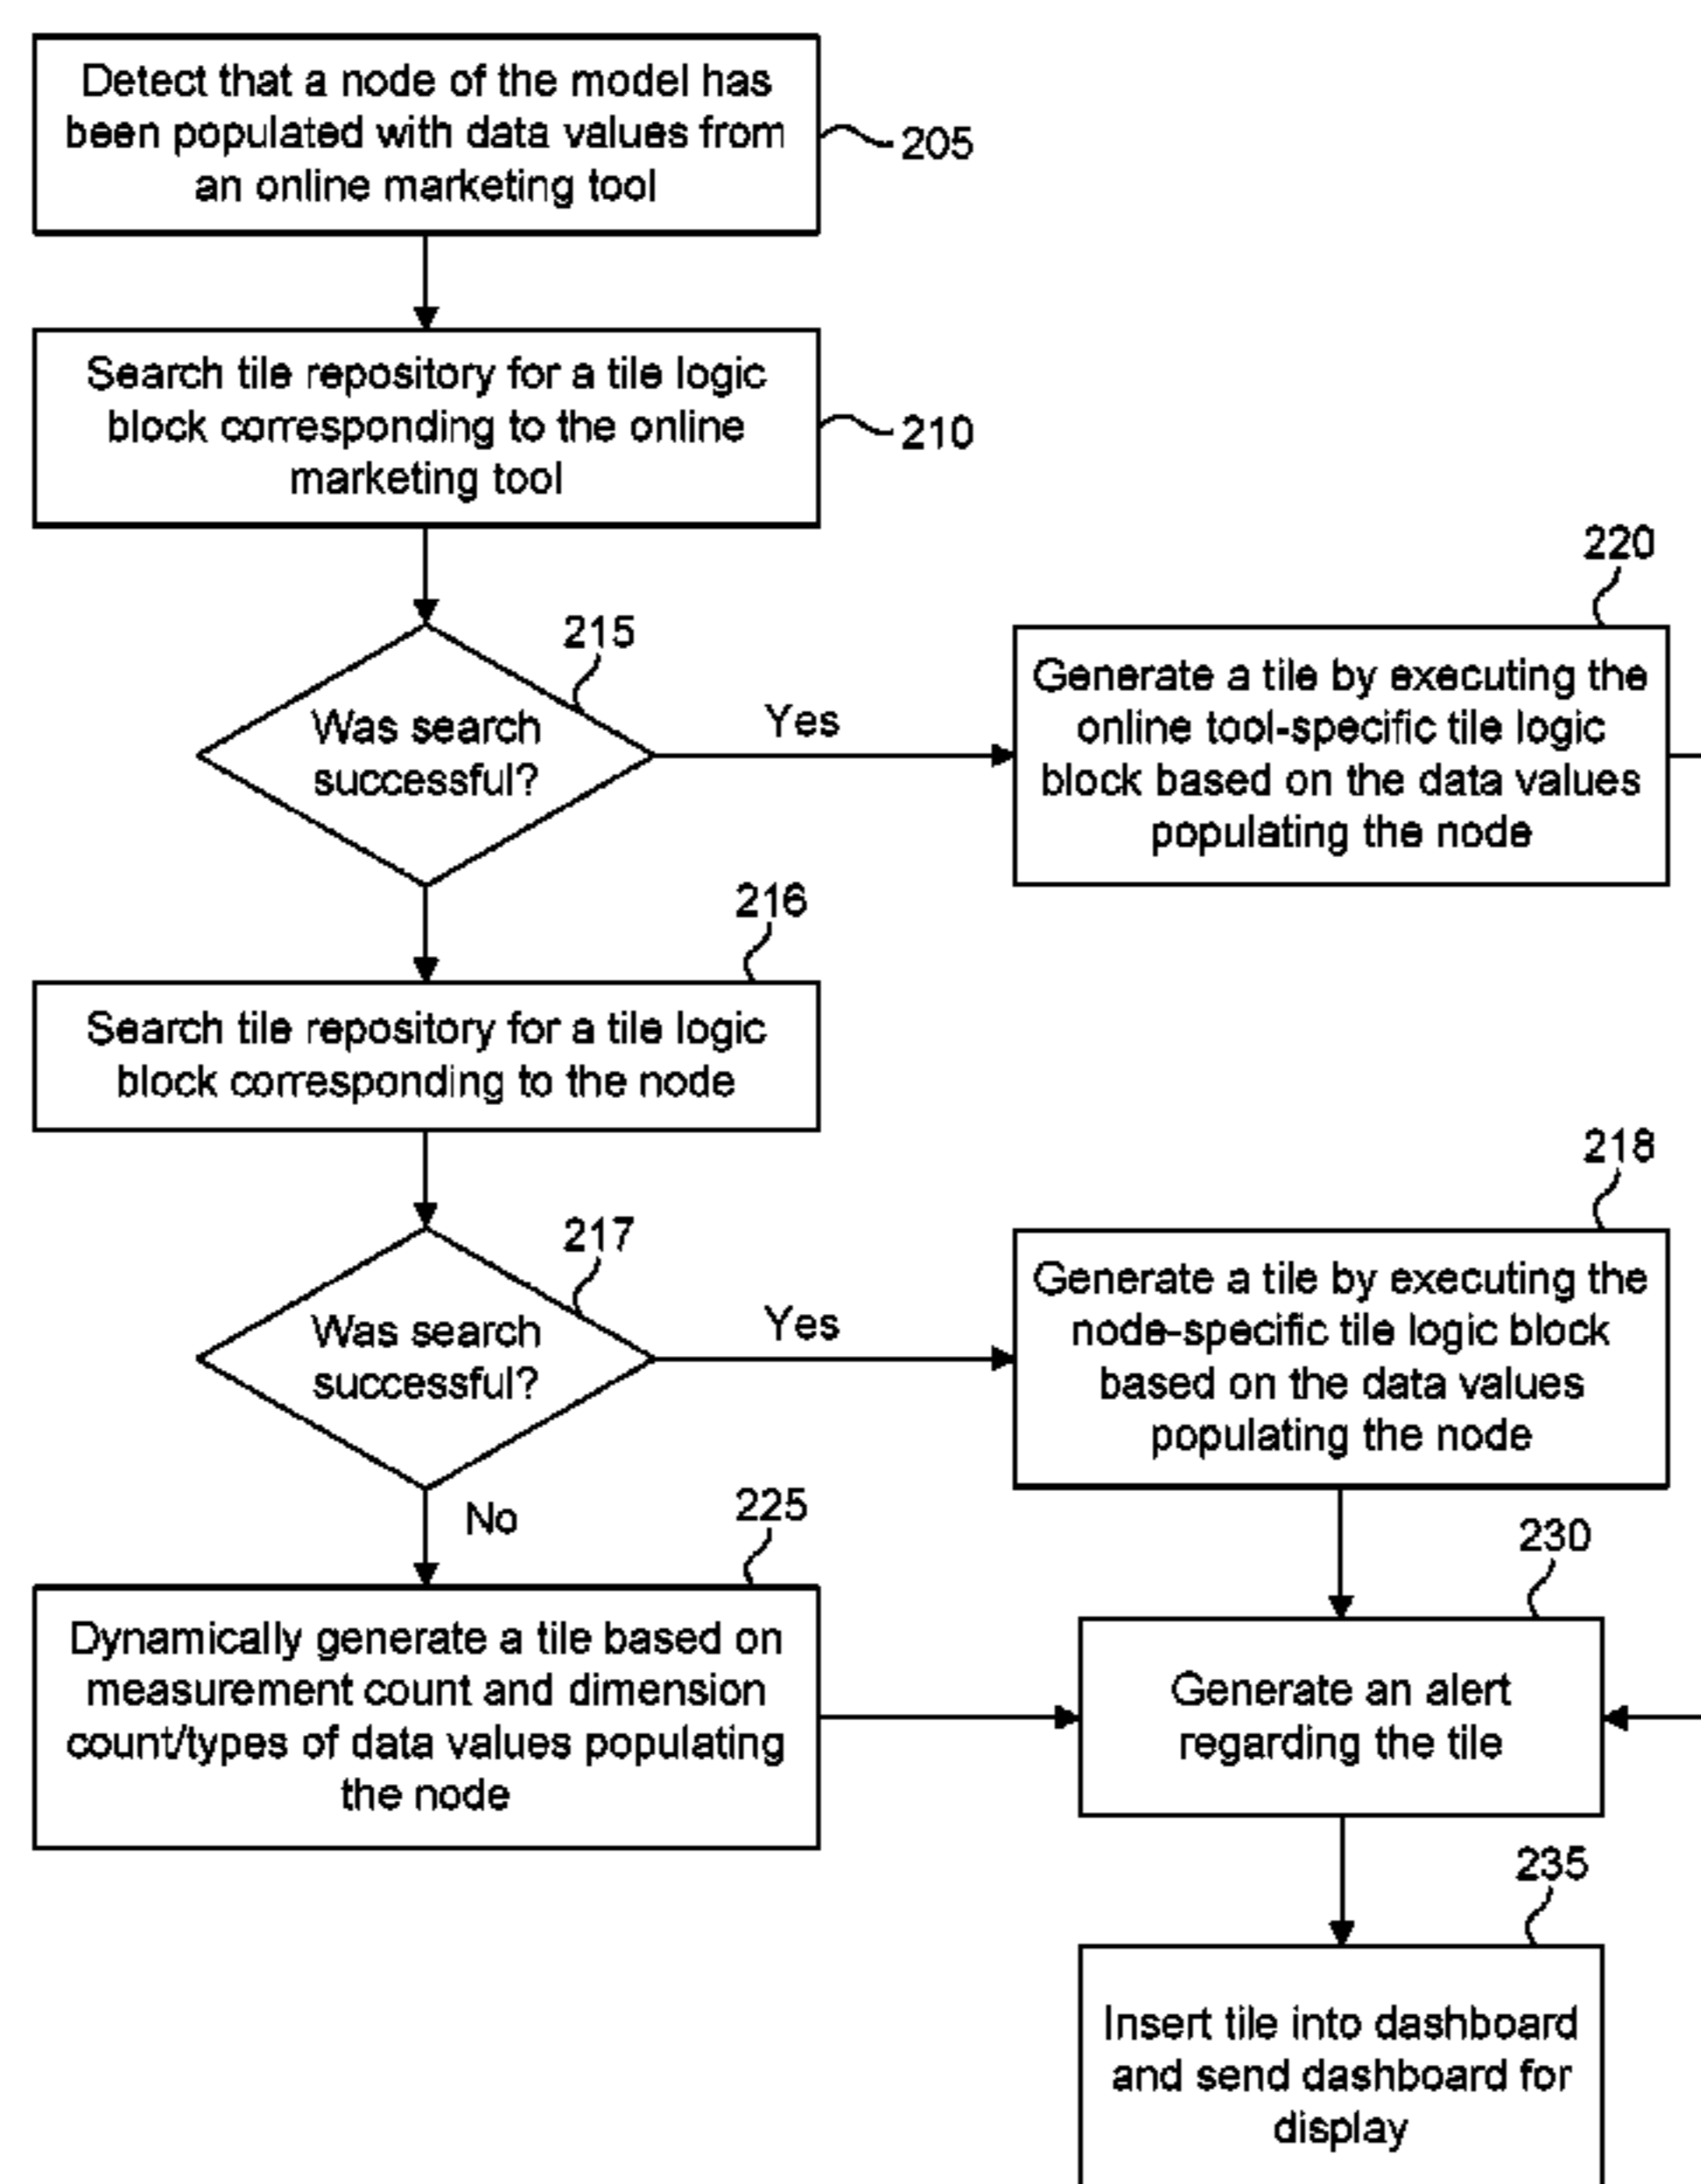 Detect that a node of the model has
been populated with data values from
an online marketing tool
205
Search tile repository for a tile logic
block corresponding to the online
marketing tool
210
215
Was search
successful?
Yes
220
Generate a tile by executing the
online tool-specific tile logic
block based on the data values
populating the node
216
Search tile repository for a tile logic
block corresponding to the node
217
Was search
successful?
Yes
218
Generate a tile by executing the
node-specific tile logic block
based on the data values
populating the node
No
225
Dynamically generate a tile based on
measurement count and dimension
count/types of data values populating
the node
230
Generate an alert
regarding the tile
235
Insert tile into dashboard
and send dashboard for
display